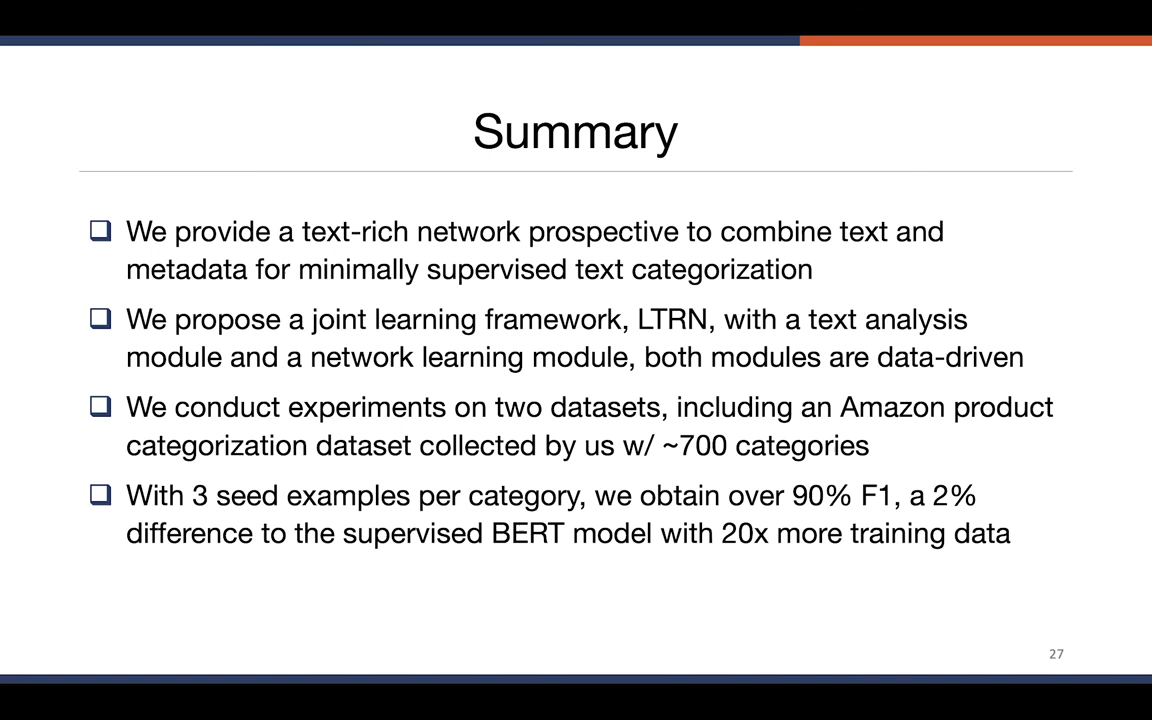 Summary
We provide a text-rich network prospective to combine text and
metadata for minimally supervised text categorization
We propose a joint learning framework, LTRN, with a text analysis
module and a network learning module, both modules are data-driven
We conduct experiments on two datasets, including an Amazon product
categorization dataset collected by us w/ ~700 categories
With 3 seed examples per category, we obtain over 90% F1, a 2%
difference to the supervised BERT model with 20x more training data
27